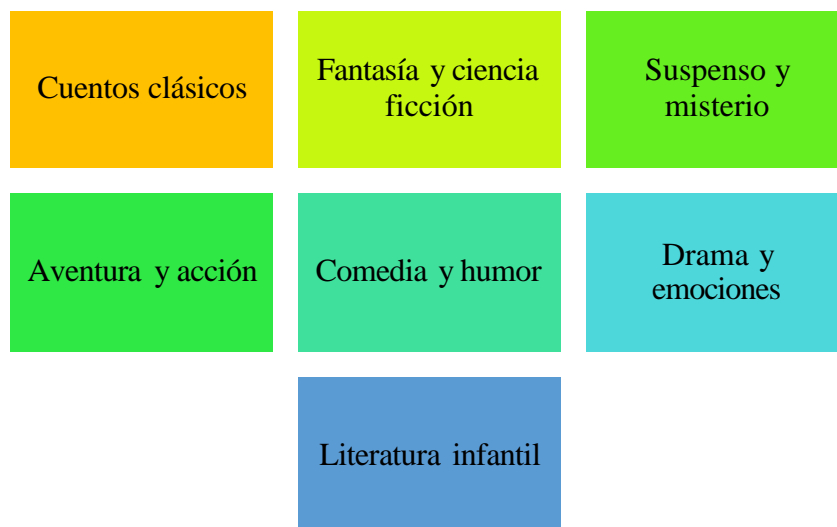 Cuentos clásicos
Fantasía y ciencia
ficción
Suspenso y
misterio
Aventura y acción
Comedia y humor
Drama y
emociones
Literatura infantil